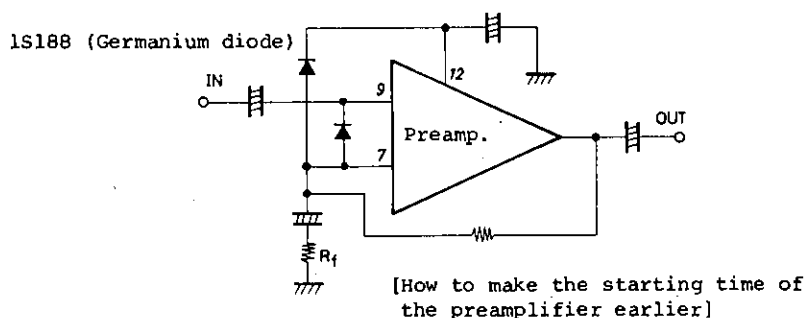 1S188 (Germanium diode)
IN
9
12
7
Preamp.
OUT
Rf
[How to make the starting time of
the preamplifier earlier]